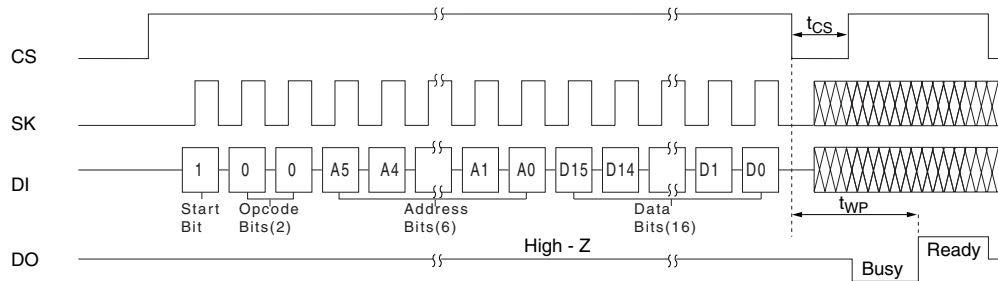 CS
tCS
SK
DI
1
0
0
A5
A4
A1
A0
D15
D14
D1
D0
Start
Bit
Opcode
Bits(2)
Address
Bits(6)
Data
Bits(16)
tWP
DO
High - Z
Busy
Ready